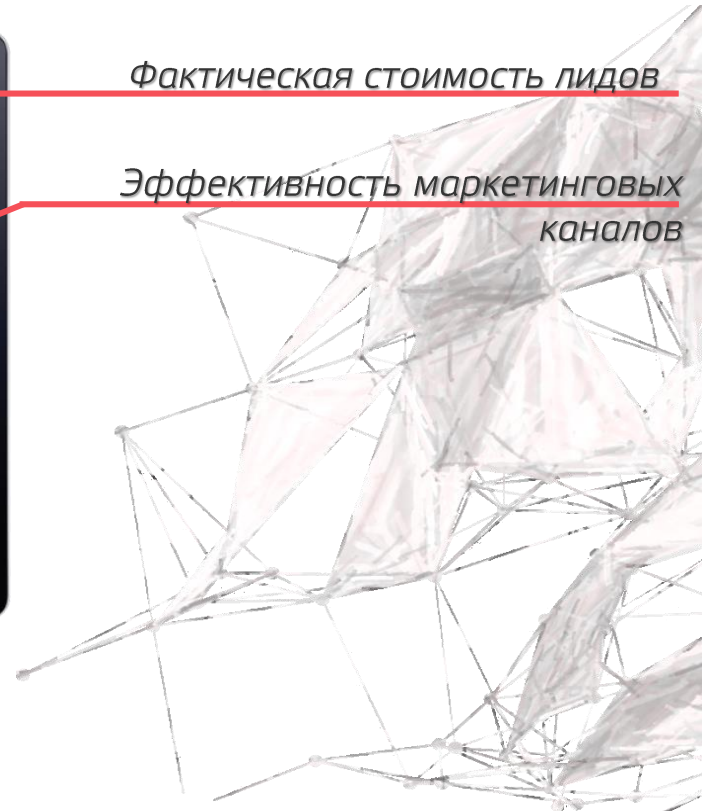 Фактическая стоимость лидов
Эффективность маркетинговых
каналов